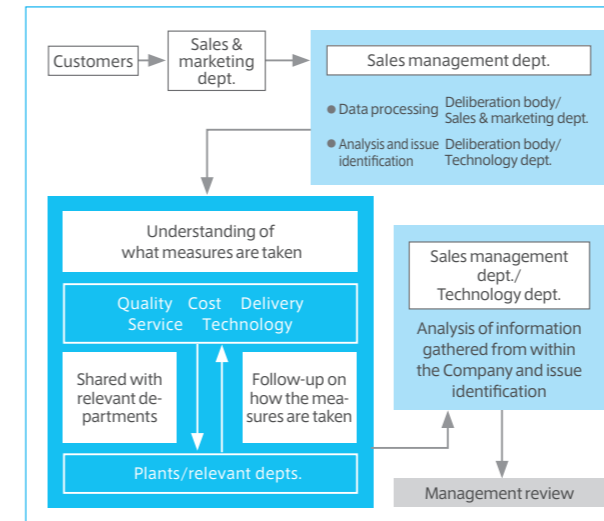 Customers
Sales &
marketing
dept.
Sales management dept.
● Data processing Deliberation body/
Sales & marketing dept.
● Analysis and issue Deliberation body/
identification Technology dept.
Understanding of
what measures are taken
Quality Cost Delivery
Service Technology
Shared with
relevant de-
partments
Follow-up on
how the mea-
sures are taken
Plants/relevant depts.
Sales management
dept./
Technology dept.
Analysis of information
gathered from within
the Company and issue
identification
Management review